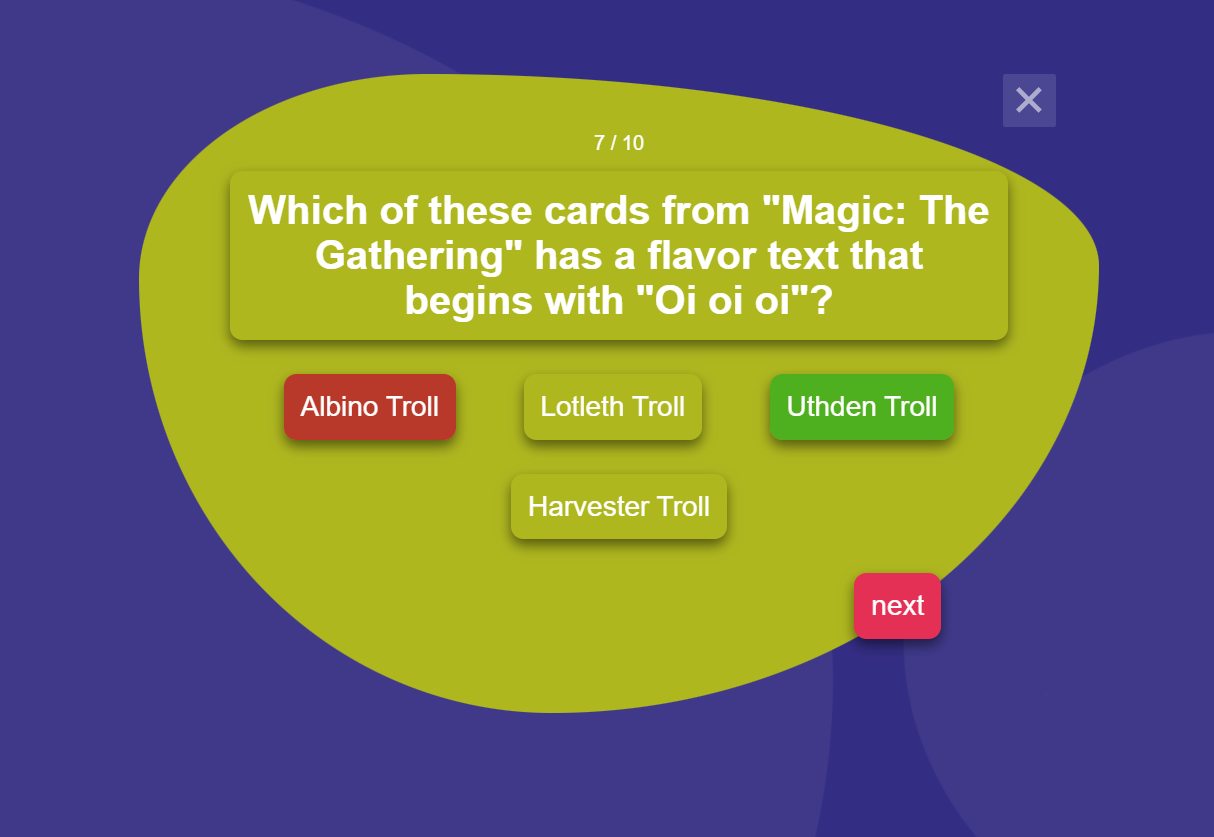 7 / 10
Which of these cards from "Magic: The
Gathering" has a flavor text that
begins with "Oi oi oi"?
Albino Troll
Lotleth Troll
Uthden Troll
Harvester Troll
next